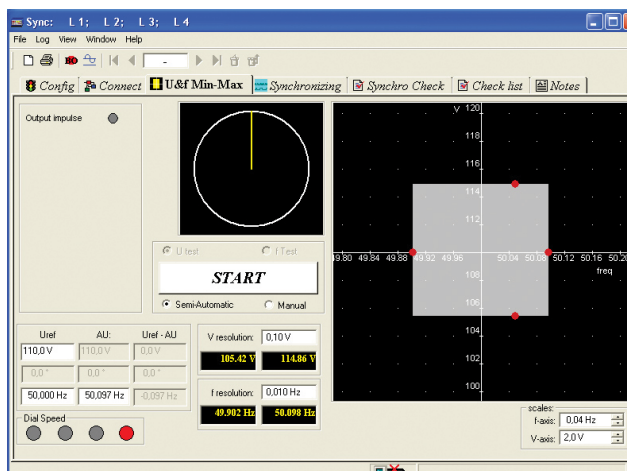 Sync: L 1; L 2; L 3; L 4
File Log View Window Help
-
Config Connect U&f Min-Max Synchronizing Synchro Check Check list Notes
Output impulse
U test f Test
START
Semi-Automatic Manual
Uref AU: Uref - AU
110,0 V 110,0 V 0,0 V
0,0 ° 0,0 ° 0,0 °
50,000 Hz 50,097 Hz -0,097 Hz
Dial Speed
V resolution: 0,10 V
105.42 V 114.86 V
f resolution: 0,010 Hz
49.902 Hz 50.098 Hz
V 120
118
116
114
112
49.80 49.84 49.88 49.92 49.96 50.04 50.08 50.12 50.16 50.20
freq
108
106
104
102
100
scales:
f-axis: 0,04 Hz
V-axis: 2,0 V